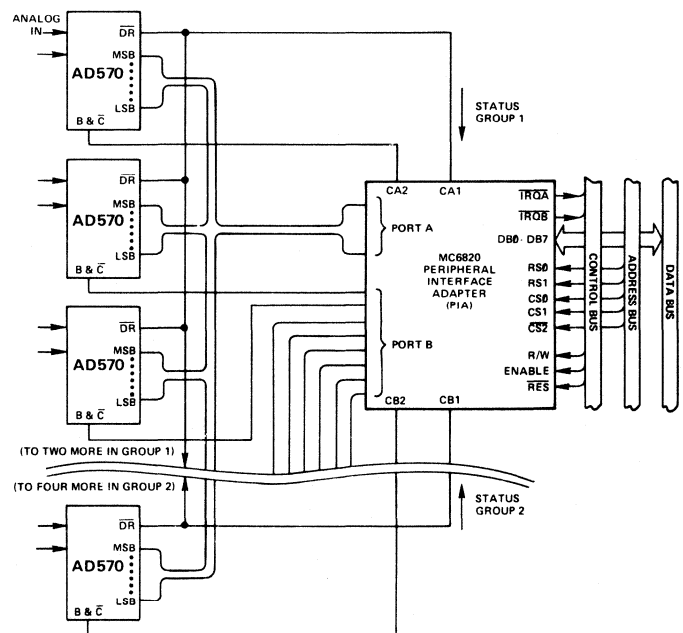 ANALOG
IN
DR
MSB
AD570
LSB
B & C
DR
MSB
AD570
LSB
B & C
DR
MSB
AD570
LSB
B & C
(TO TWO MORE IN GROUP 1)
(TO FOUR MORE IN GROUP 2)
DR
MSB
AD570
LSB
B & C
STATUS
GROUP 1
CA2 CA1
PORT A
MC6820
PERIPHERAL
INTERFACE
ADAPTER
(PIA)
PORT B
CB2 CB1
IRQA
IRQB
DB0 - DB7
RS0
RS1
CS0
CS1
CS2
R/W
ENABLE
RES
CONTROL BUS
ADDRESS BUS
DATA BUS
STATUS
GROUP 2